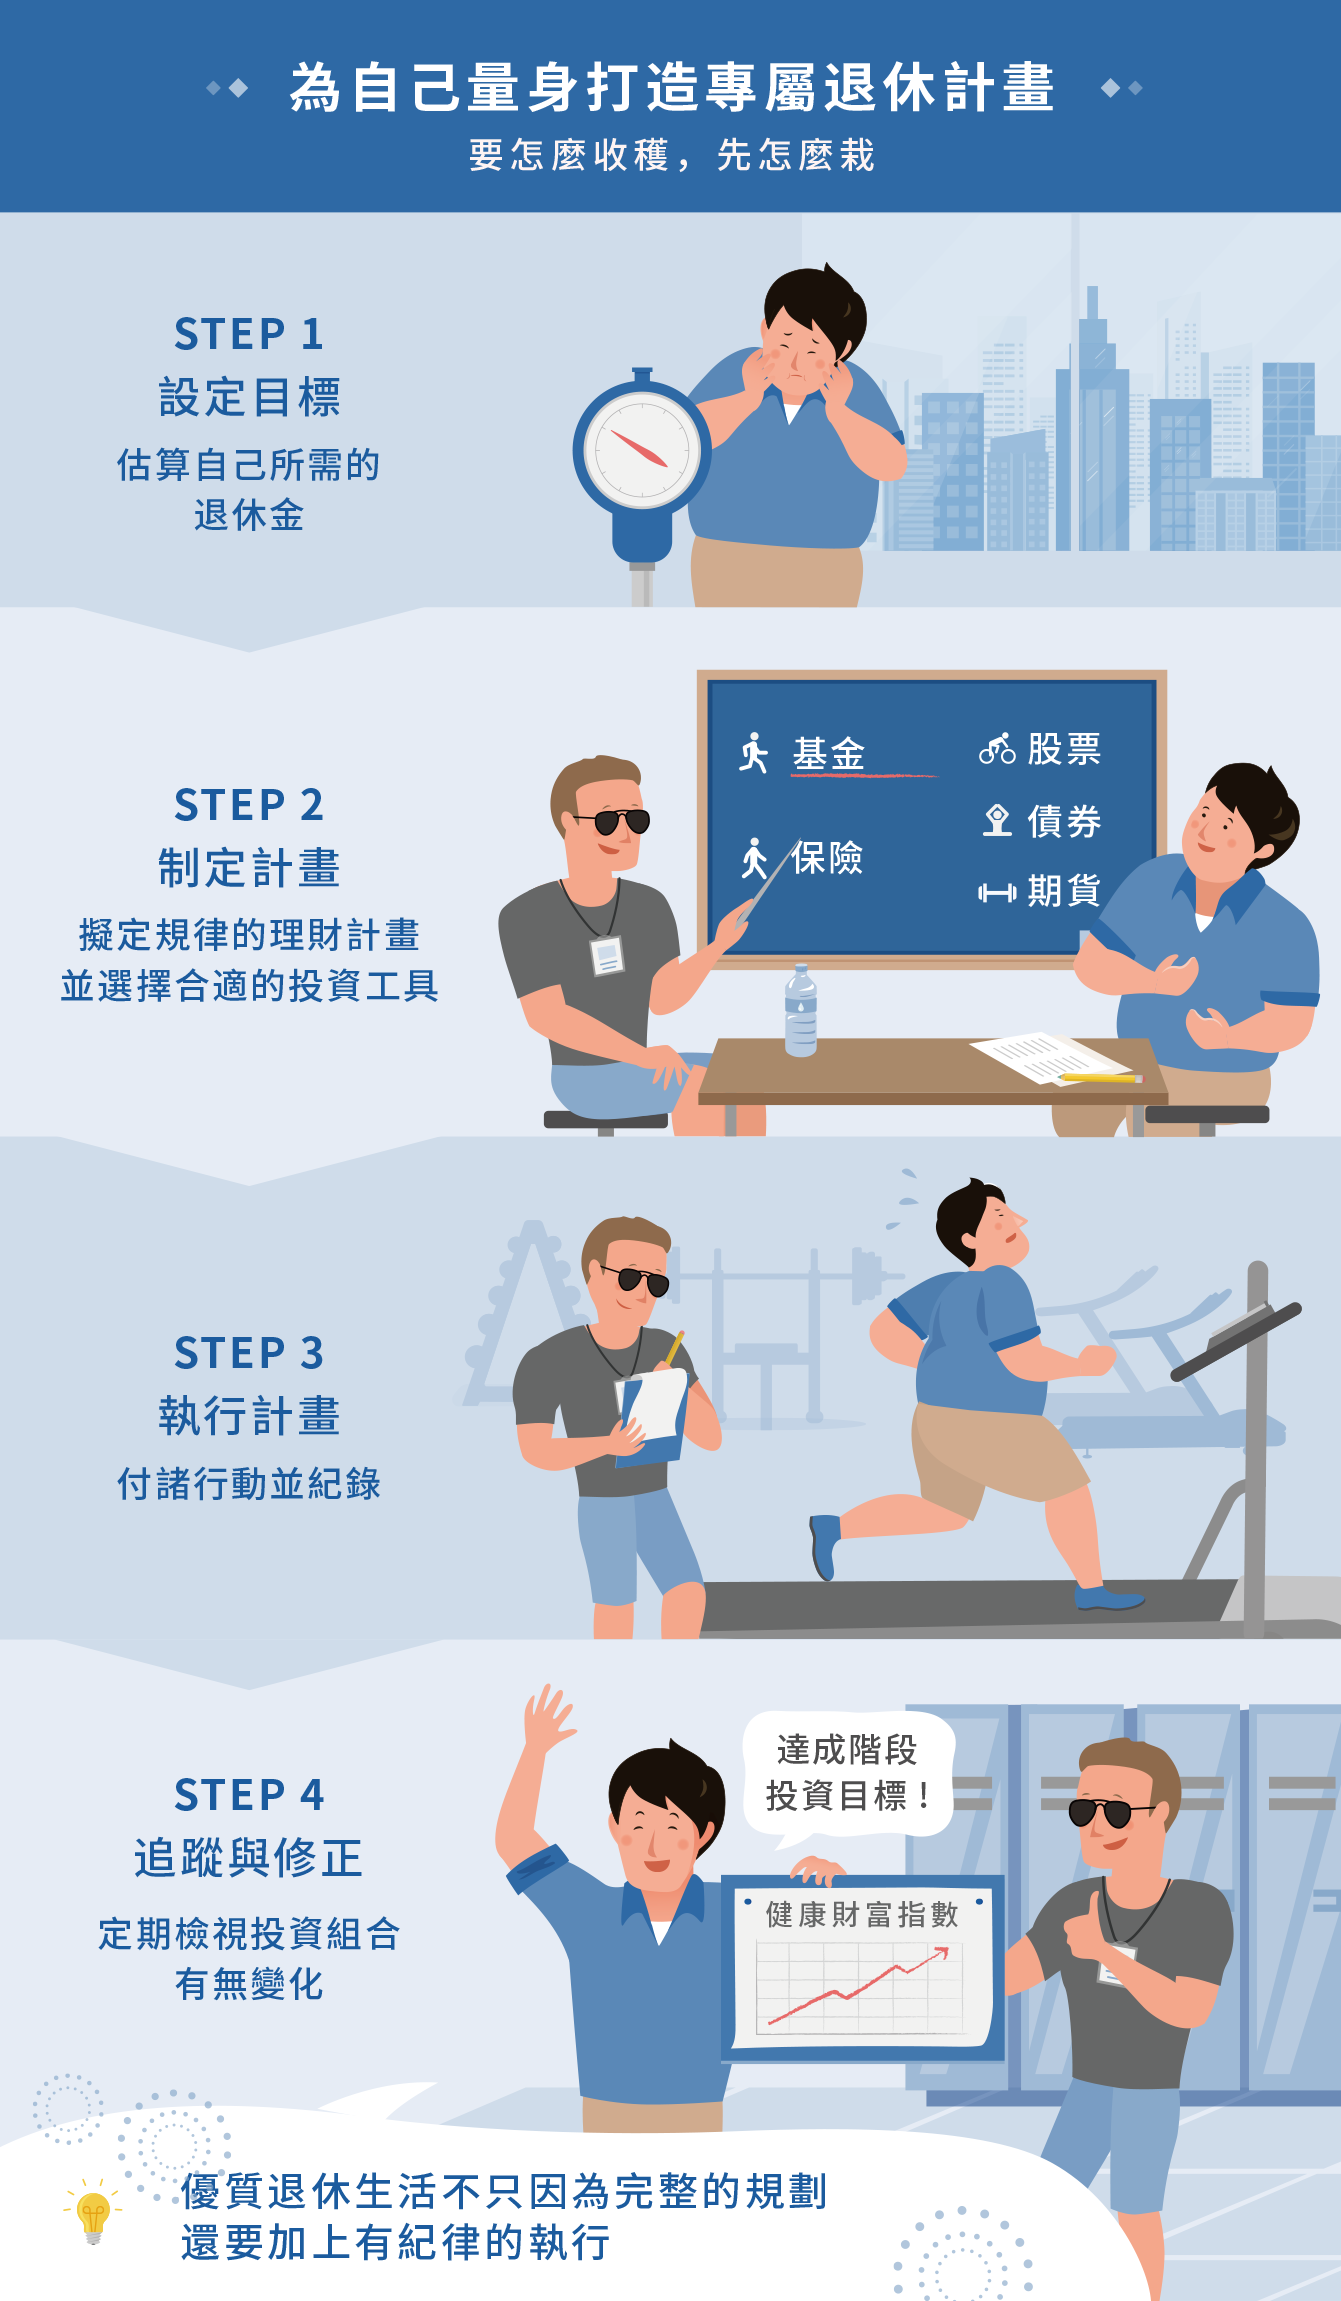 為自己量身打造專屬退休計畫
要怎麼收穫，先怎麼栽
STEP 1
設定目標
估算自己所需的
退休金
STEP 2
制定計畫
擬定規律的理財計畫
並選擇合適的投資工具
基金
保險
股票
債券
期貨
STEP 3
執行計畫
付諸行動並紀錄
STEP 4
追蹤與修正
定期檢視投資組合
有無變化
達成階段
投資目標！
健康財富指數
優質退休生活不只因為完整的規劃
還要加上有紀律的執行